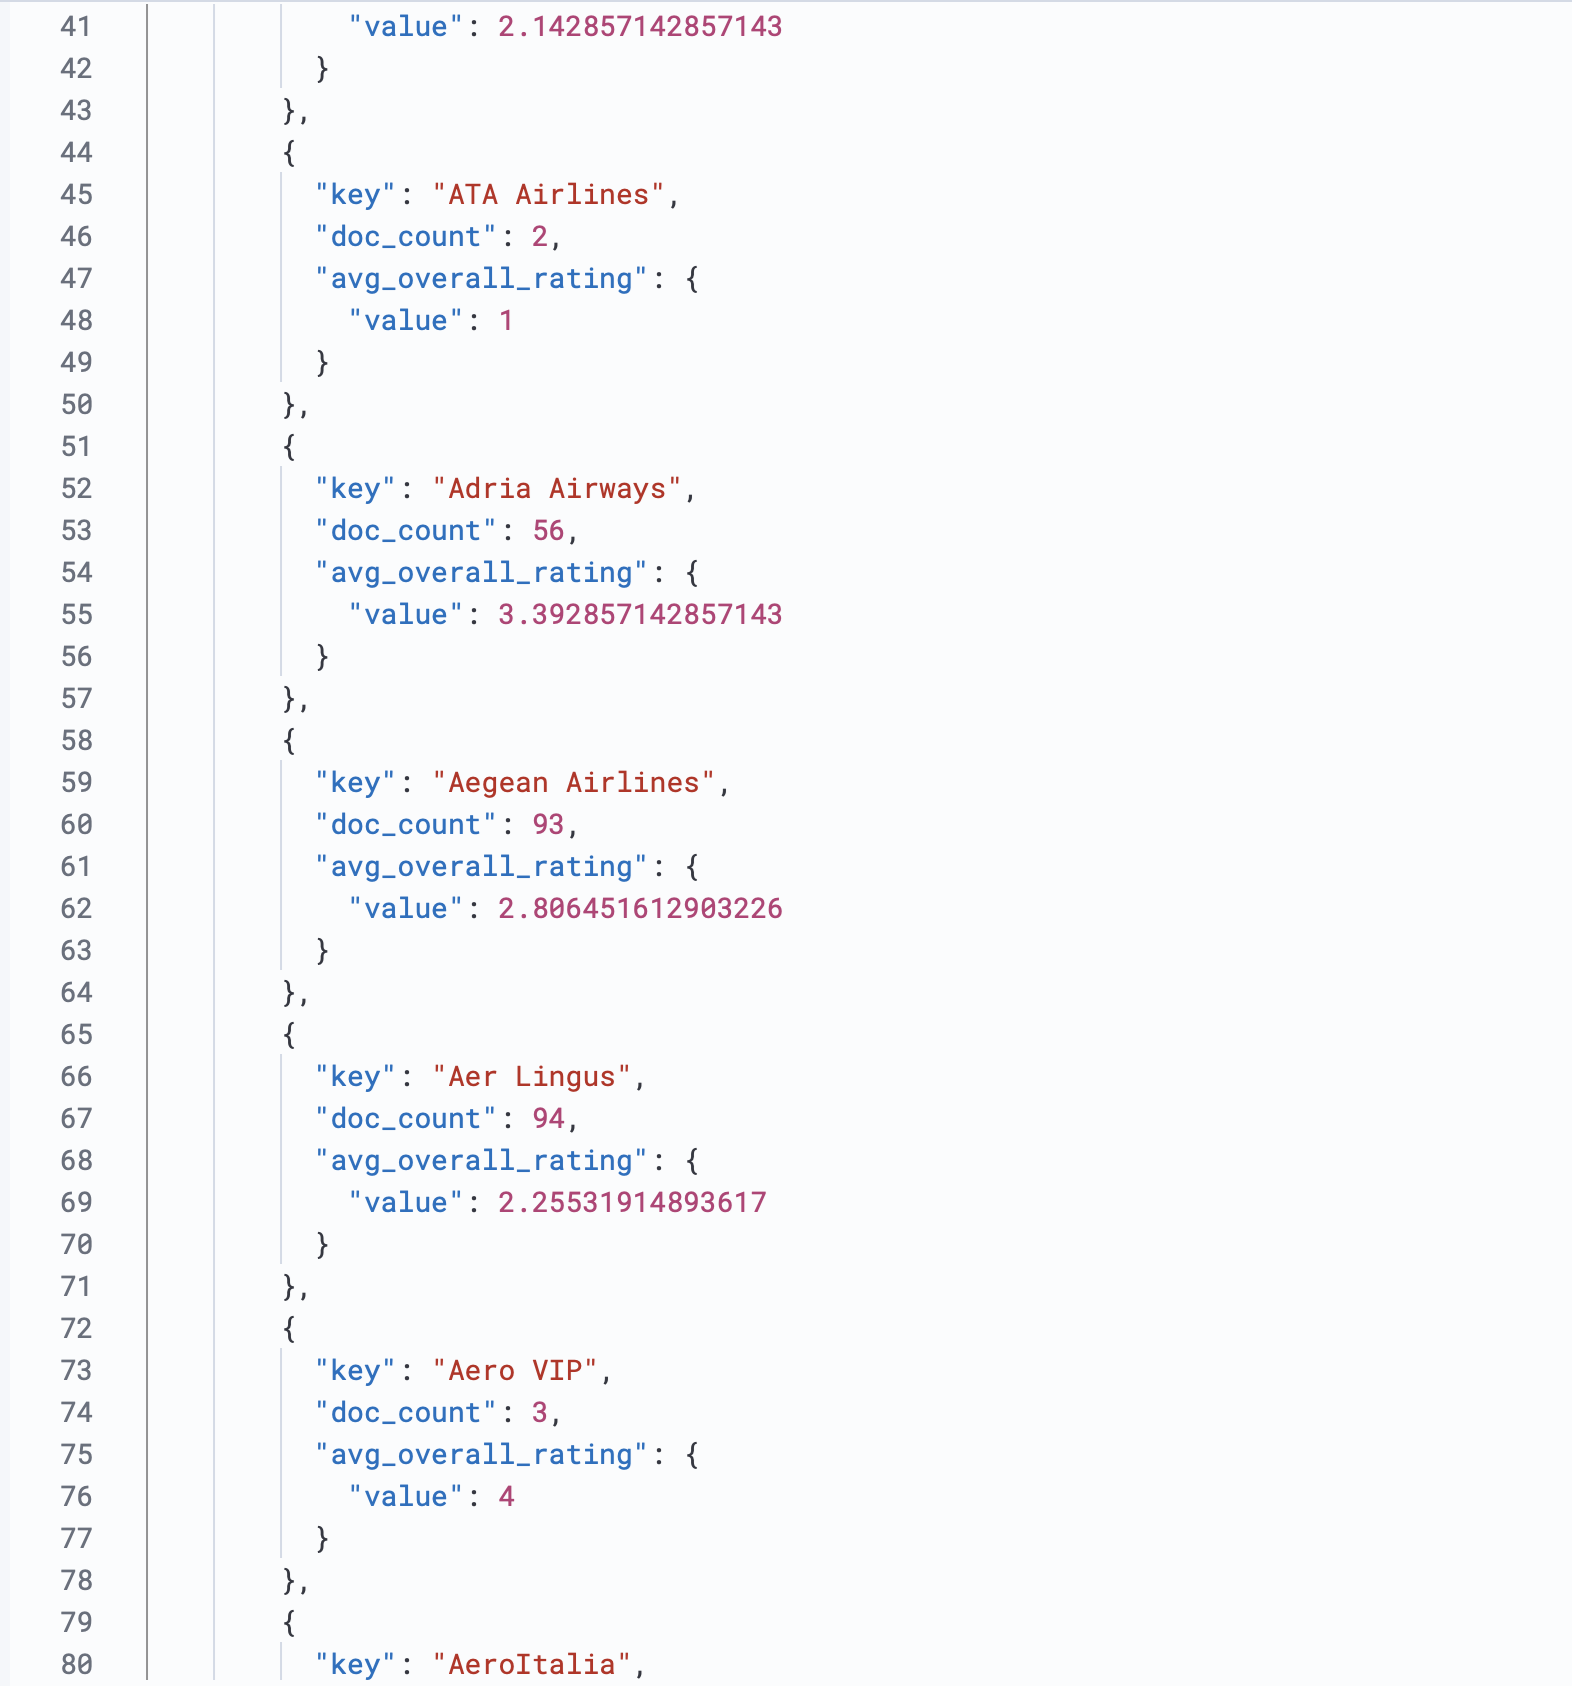 41 "value": 2.142857142857143
42 }
43 },
44 {
45 "key": "ATA Airlines",
46 "doc_count": 2,
47 "avg_overall_rating": {
48 "value": 1
49 }
50 },
51 {
52 "key": "Adria Airways",
53 "doc_count": 56,
54 "avg_overall_rating": {
55 "value": 3.392857142857143
56 }
57 },
58 {
59 "key": "Aegean Airlines",
60 "doc_count": 93,
61 "avg_overall_rating": {
62 "value": 2.806451612903226
63 }
64 },
65 {
66 "key": "Aer Lingus",
67 "doc_count": 94,
68 "avg_overall_rating": {
69 "value": 2.25531914893617
70 }
71 },
72 {
73 "key": "Aero VIP",
74 "doc_count": 3,
75 "avg_overall_rating": {
76 "value": 4
77 }
78 },
79 {
80 "key": "AeroItalia",